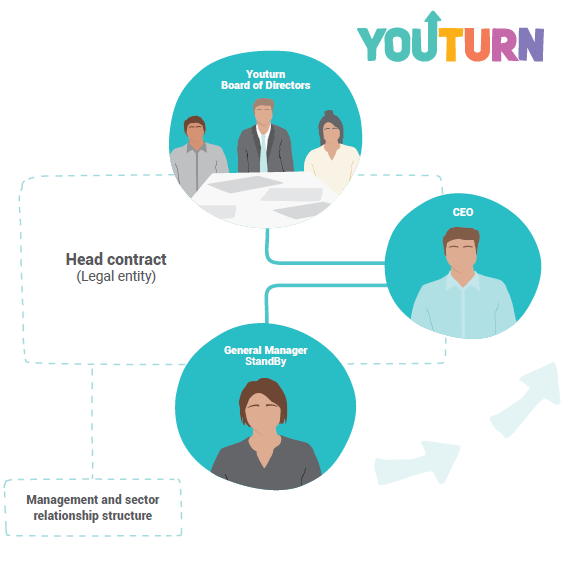 YOUTURN
Youturn
Board of Directors
CEO
Head contract
(Legal entity)
General Manager
StandBy
Management and sector
relationship structure